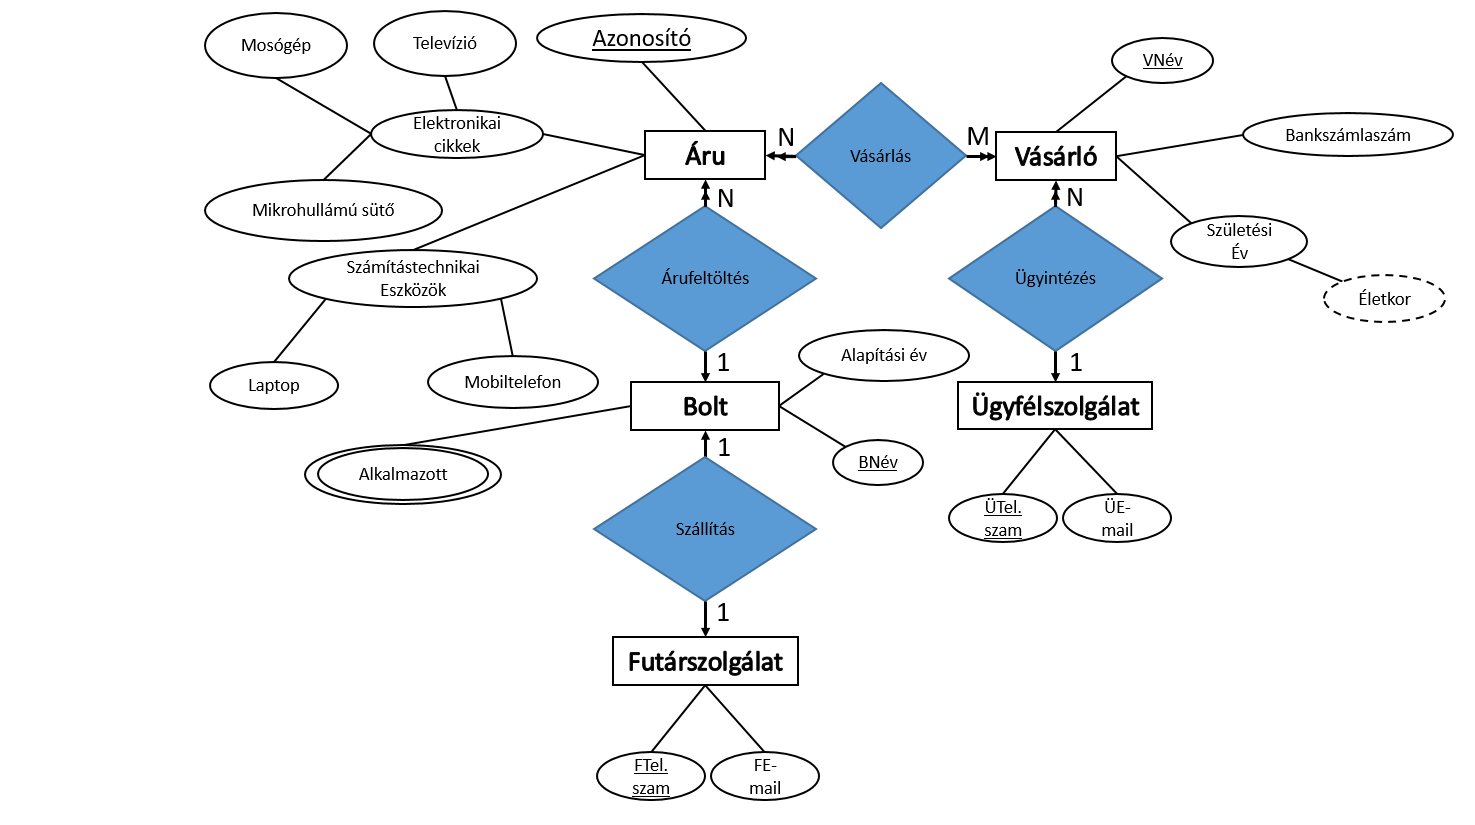 Mosógép
Televízió
Azonosító
VNév
Elektronikai
cikkek
Áru
N
Vásárlás
M
Vásárló
Bankszámlaszám
Mikrohullámú sütő
N
N
Születési
Év
Számítástechnikai
Eszközök
Árufeltöltés
Ügyintézés
Életkor
Laptop
Mobiltelefon
1
Alapítási év
1
Bolt
Ügyfélszolgálat
Alkalmazott
1
BNév
Szállítás
ÜTel.
szam
ÜE-
mail
1
Futárszolgálat
FTel.
szam
FE-
mail